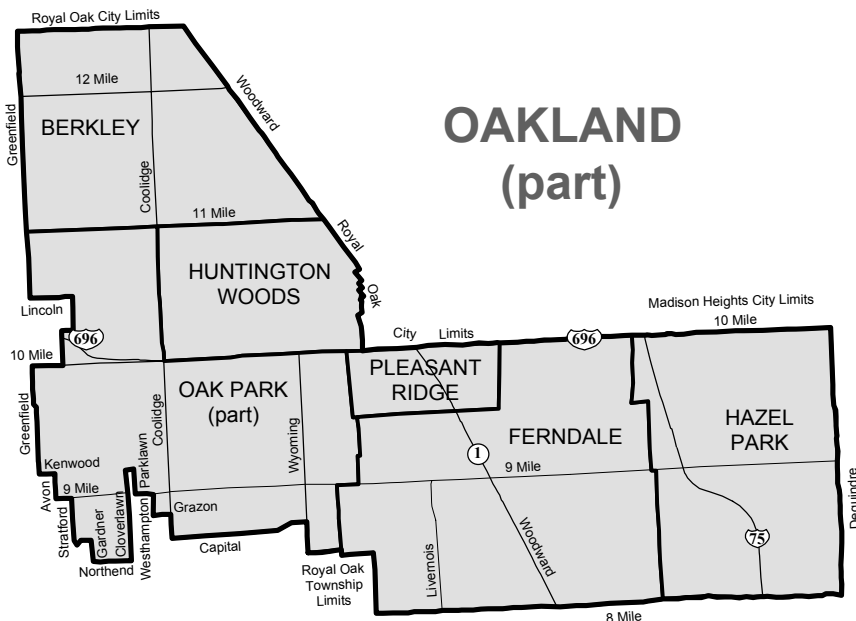 Royal Oak City Limits
12 Mile
Woodward
OAKLAND
(part)
Greenfield
BERKLEY
Coolidge
11 Mile
Royal
Oak
HUNTINGTON
WOODS
Lincoln
Madison Heights City Limits
10 Mile
City Limits
696
696
10 Mile
PLEASANT
RIDGE
OAK PARK
(part)
Greenfield
Coolidge
Wyoming
FERNDALE
HAZEL
PARK
1
9 Mile
Kenwood
Parklawn
Avon
9 Mile
Stratford
Gardner
Cloverlawn
Westhampton
Grazon
Capital
Northend
Royal Oak
Township
Limits
Livernois
Woodward
75
Dequindre
8 Mile